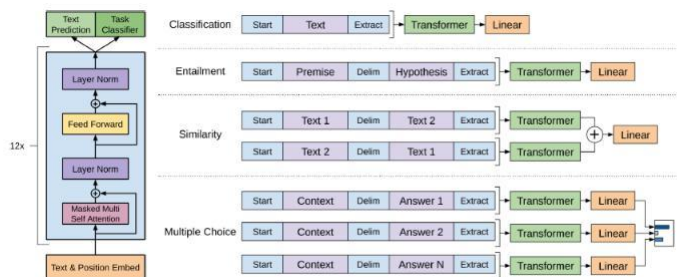 Text Prediction
Task Classifier
12x
Layer Norm
Feed Forward
Layer Norm
Masked Multi Self Attention
Text & Position Embed
Classification
Start Text Extract Transformer Linear
Entailment
Start Premise Delim Hypothesis Extract Transformer Linear
Similarity
Start Text 1 Delim Text 2 Extract Transformer
Linear
Start Text 2 Delim Text 1 Extract Transformer
Multiple Choice
Start Context Delim Answer 1 Extract Transformer Linear
Start Context Delim Answer 2 Extract Transformer Linear
Start Context Delim Answer N Extract Transformer Linear